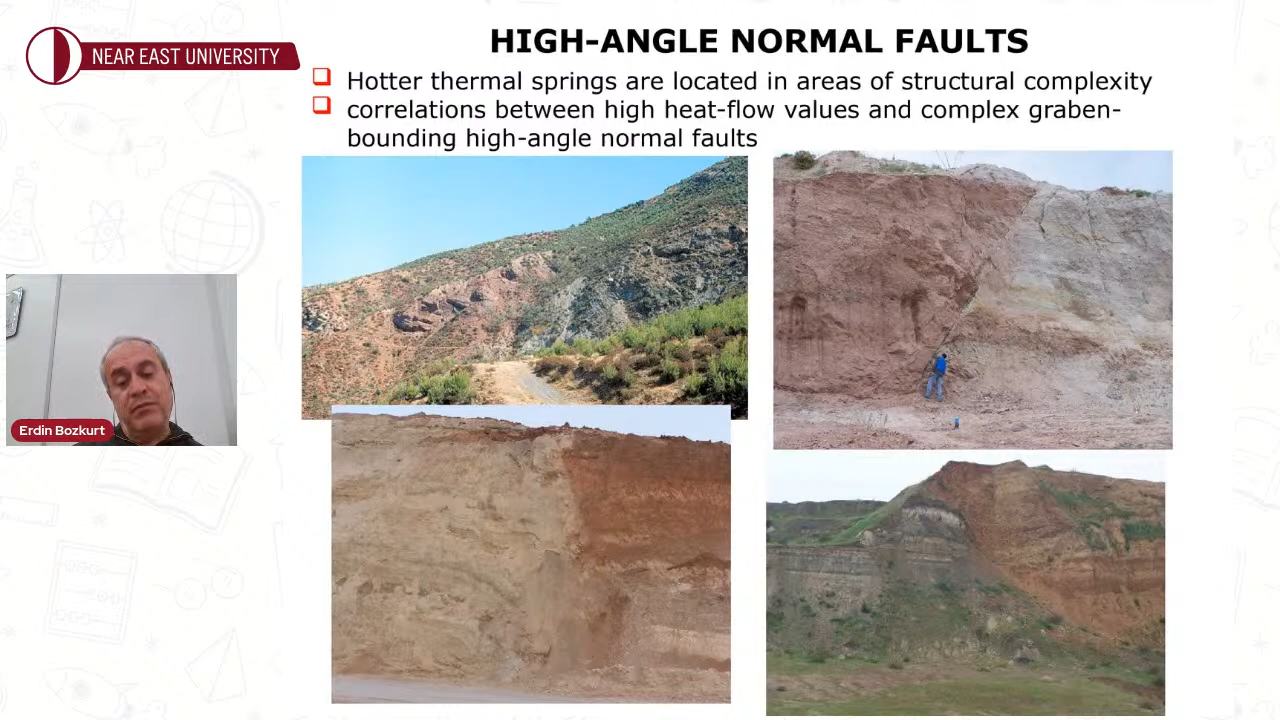 NEAR EAST UNIVERSITY
HIGH-ANGLE NORMAL FAULTS
Hotter thermal springs are located in areas of structural complexity
correlations between high heat-flow values and complex graben-
bounding high-angle normal faults
Erdin Bozkurt